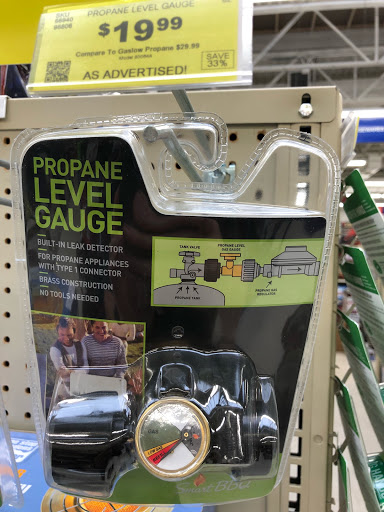 SKU
PROPANE LEVEL GAUGE
$19.99
Compare To Gaslow Propane $29.99
SAVE
33%
AS ADVERTISED!
PROPANE
LEVEL
GAUGE
BUILT-IN LEAK DETECTOR
FOR PROPANE APPLIANCES
WITH TYPE 1 CONNECTOR
BRASS CONSTRUCTION
NO TOOLS NEEDED
TANK VALVE
PROPANE LEVEL
GAS GAUGE
PROPANE TANK
PROPANE GAS
REGULATOR